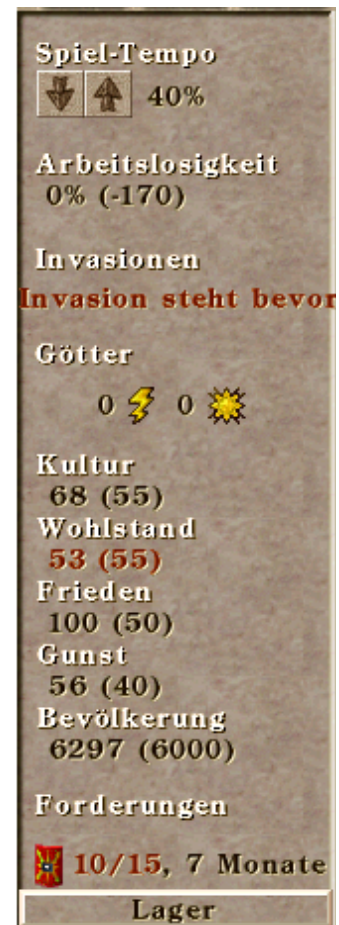 Spiel-Tempo
40%
Arbeitslosigkeit
0% (-170)
Invasionen
Invasion steht bevor
Götter
0 0
Kultur
68 (55)
Wohlstand
53 (55)
Frieden
100 (50)
Gunst
56 (40)
Bevölkerung
6297 (6000)
Forderungen
10/15, 7 Monate
Lager